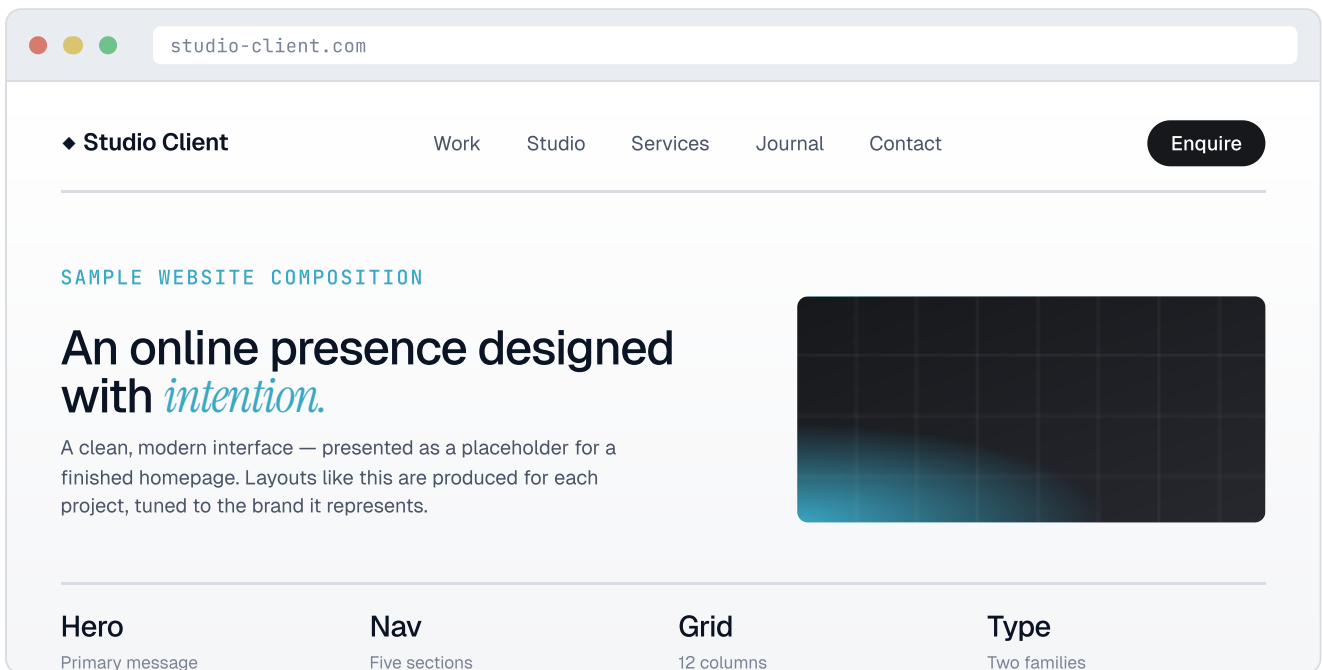 studio-client.com
Studio Client
Work
Studio
Services
Journal
Contact
Enquire
SAMPLE WEBSITE COMPOSITION
An online presence designed
with intention.
A clean, modern interface — presented as a placeholder for a
finished homepage. Layouts like this are produced for each
project, tuned to the brand it represents.
Hero
Primary message
Nav
Five sections
Grid
12 columns
Type
Two families